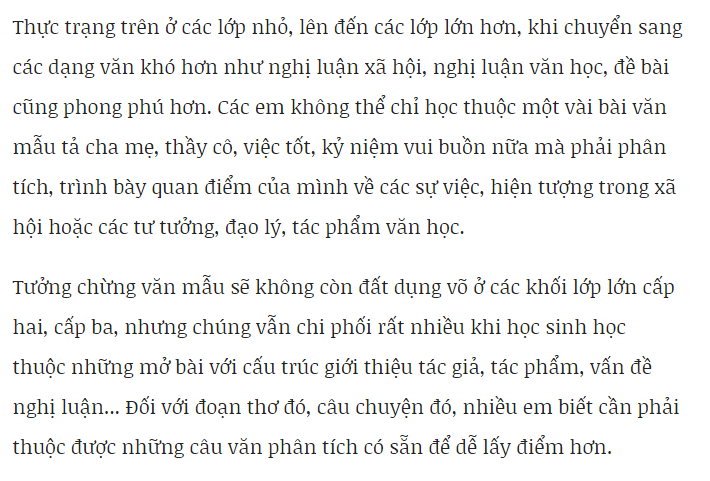 Thực trạng trên ở các lớp nhỏ, lên đến các lớp lớn hơn, khi chuyển sang
các dạng văn khó hơn như nghị luận xã hội, nghị luận văn học, đề bài
cũng phong phú hơn. Các em không thể chỉ học thuộc một vài bài văn
mẫu tả cha mẹ, thầy cô, việc tốt, kỷ niệm vui buồn nữa mà phải phân
tích, trình bày quan điểm của mình về các sự việc, hiện tượng trong xã
hội hoặc các tư tưởng, đạo lý, tác phẩm văn học.
Tưởng chừng văn mẫu sẽ không còn đất dụng võ ở các khối lớp lớn cấp
hai, cấp ba, nhưng chúng vẫn chi phối rất nhiều khi học sinh học
thuộc những mở bài với cấu trúc giới thiệu tác giả, tác phẩm, vấn đề
nghị luận... Đối với đoạn thơ đó, câu chuyện đó, nhiều em biết cần phải
thuộc được những câu văn phân tích có sẵn để dễ lấy điểm hơn.